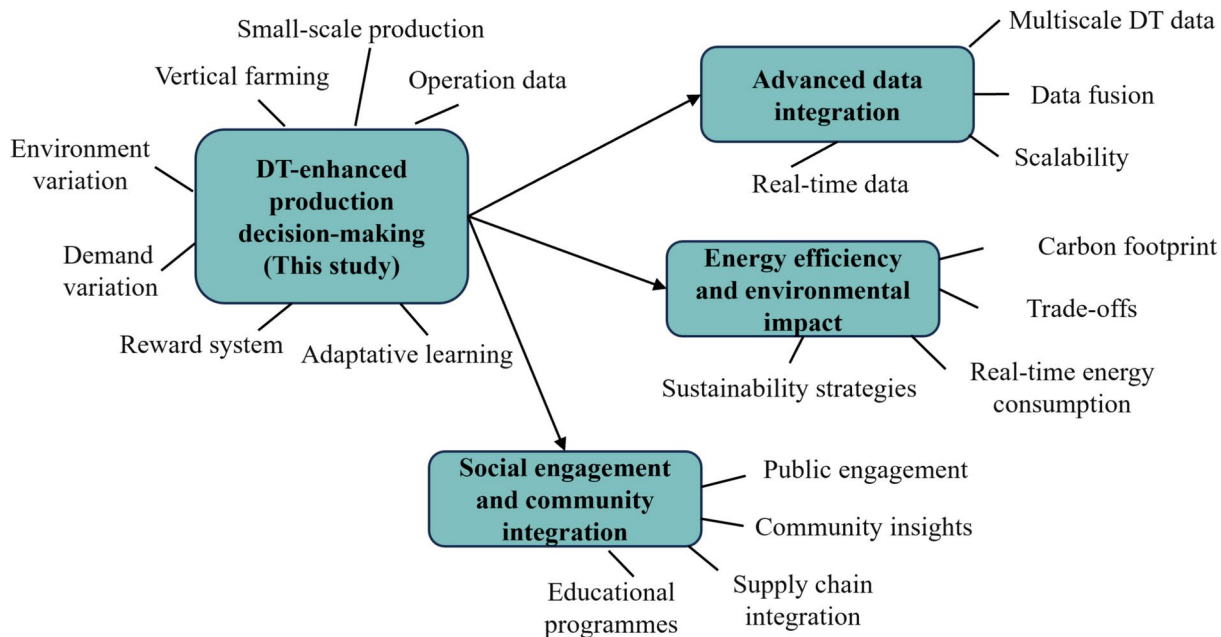 Small-scale production
Vertical farming
Operation data
Environment
variation
DT-enhanced
production
decision-making
(This study)
Demand
variation
Reward system
Adaptative learning
Multiscale DT data
Advanced data
integration
Data fusion
Scalability
Real-time data
Energy efficiency
and environmental
impact
Carbon footprint
Trade-offs
Real-time energy
consumption
Sustainability strategies
Social engagement
and community
integration
Public engagement
Community insights
Supply chain
integration
Educational
programmes